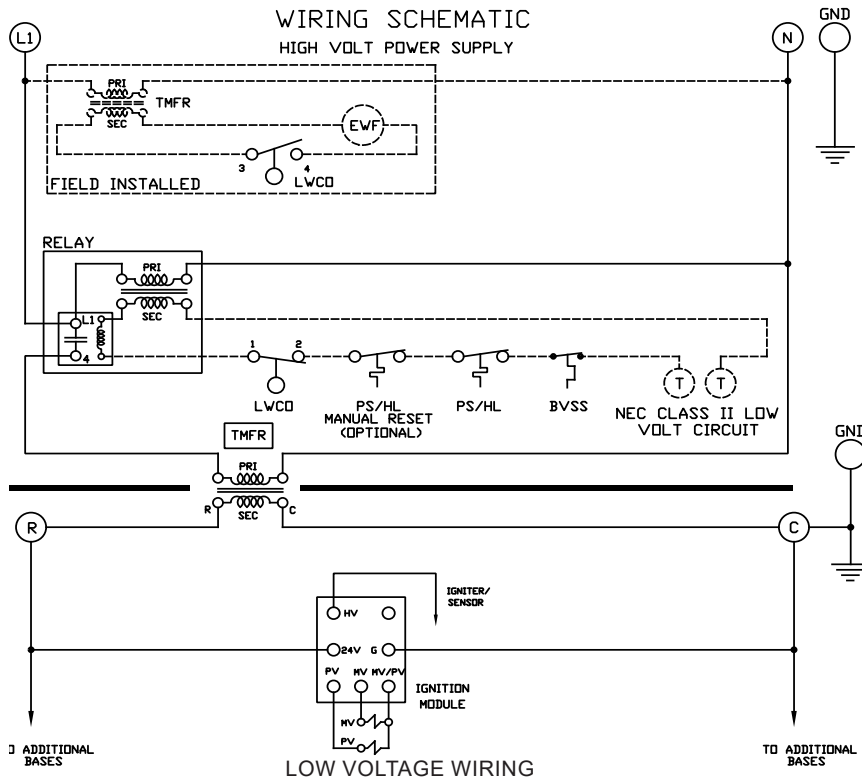 WIRING SCHEMATIC
HIGH VOLT POWER SUPPLY
GND
L1
N
PRI
TMFR
SEC
EWF
3
4
LWCO
FIELD INSTALLED
RELAY
PRI
SEC
L1
4
1
2
LWCO
PS/HL
MANUAL RESET
(OPTIONAL)
PS/HL
BVSS
T
T
NEC CLASS II LOW
VOLT CIRCUIT
TMFR
PRI
GND
R
SEC
C
R
C
IGNITER/
SENSOR
HV
24V
G
PV
MV
MV/PV
IGNITION
MODULE
MV
PV
O ADDITIONAL
BASES
TO ADDITIONAL
BASES
LOW VOLTAGE WIRING